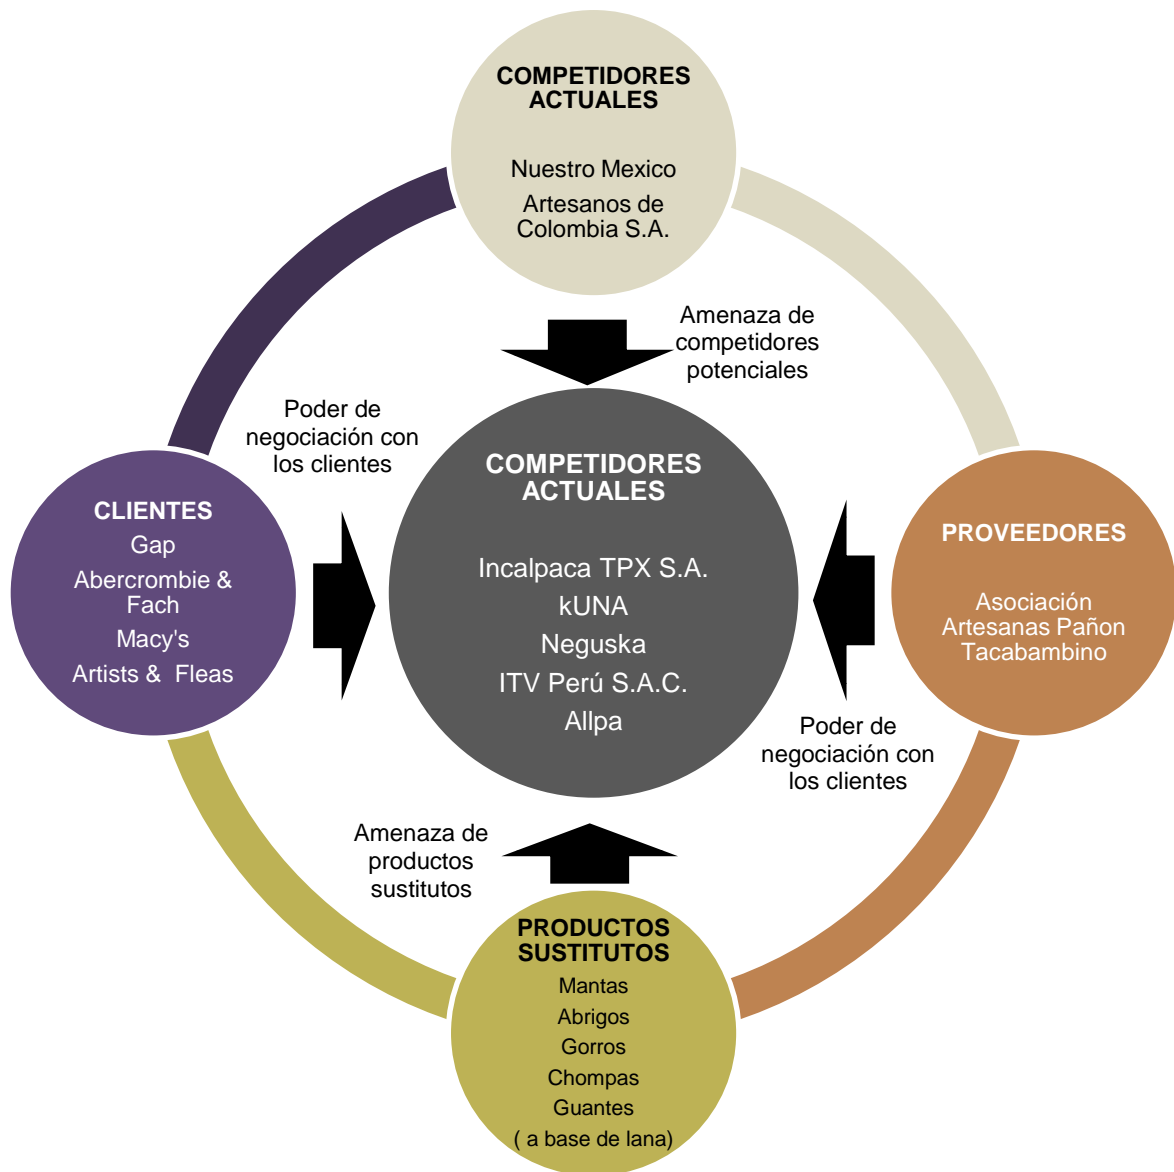 COMPETIDORES
ACTUALES
Nuestro Mexico
Artesanos de
Colombia S.A.
Amenaza de
competidores
potenciales
Poder de
negociación con
los clientes
CLIENTES
Gap
Abercrombie &
Fach
Macy's
Artists &  Fleas
COMPETIDORES
ACTUALES
Incalpaca TPX S.A.
kUNA
Neguska
ITV Perú S.A.C.
Allpa
PROVEEDORES
Asociación
Artesanas Pañon
Tacabambino
Poder de
negociación con
los clientes
Amenaza de
productos
sustitutos
PRODUCTOS
SUSTITUTOS
Mantas
Abrigos
Gorros
Chompas
Guantes
( a base de lana)